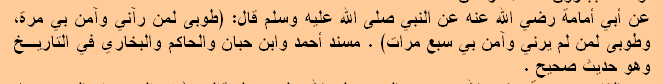 عن أبي أمامة رضي الله عنه عن النبي صلى الله عليه وسلم قال: (طوبى لمن رآني وآمن بي مرة،
وطوبى لمن لم يرني وآمن بي سبع مرات) . مسند أحمد وابن حبان والحاكم والبخاري في التاريـــخ
وهو حديث صحيح .